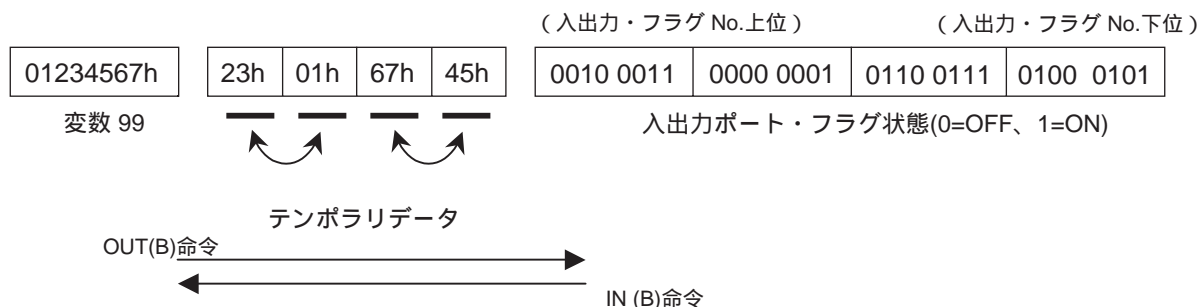 (入出力・フラグ No.上位) (入出力・フラグ No.下位)
01234567h 23h 01h 67h 45h 0010 0011 0000 0001 0110 0111 0100 0101
変数 99 入出力ポート・フラグ状態(0=OFF、1=ON)
テンポラリデータ
OUT(B)命令
IN (B)命令